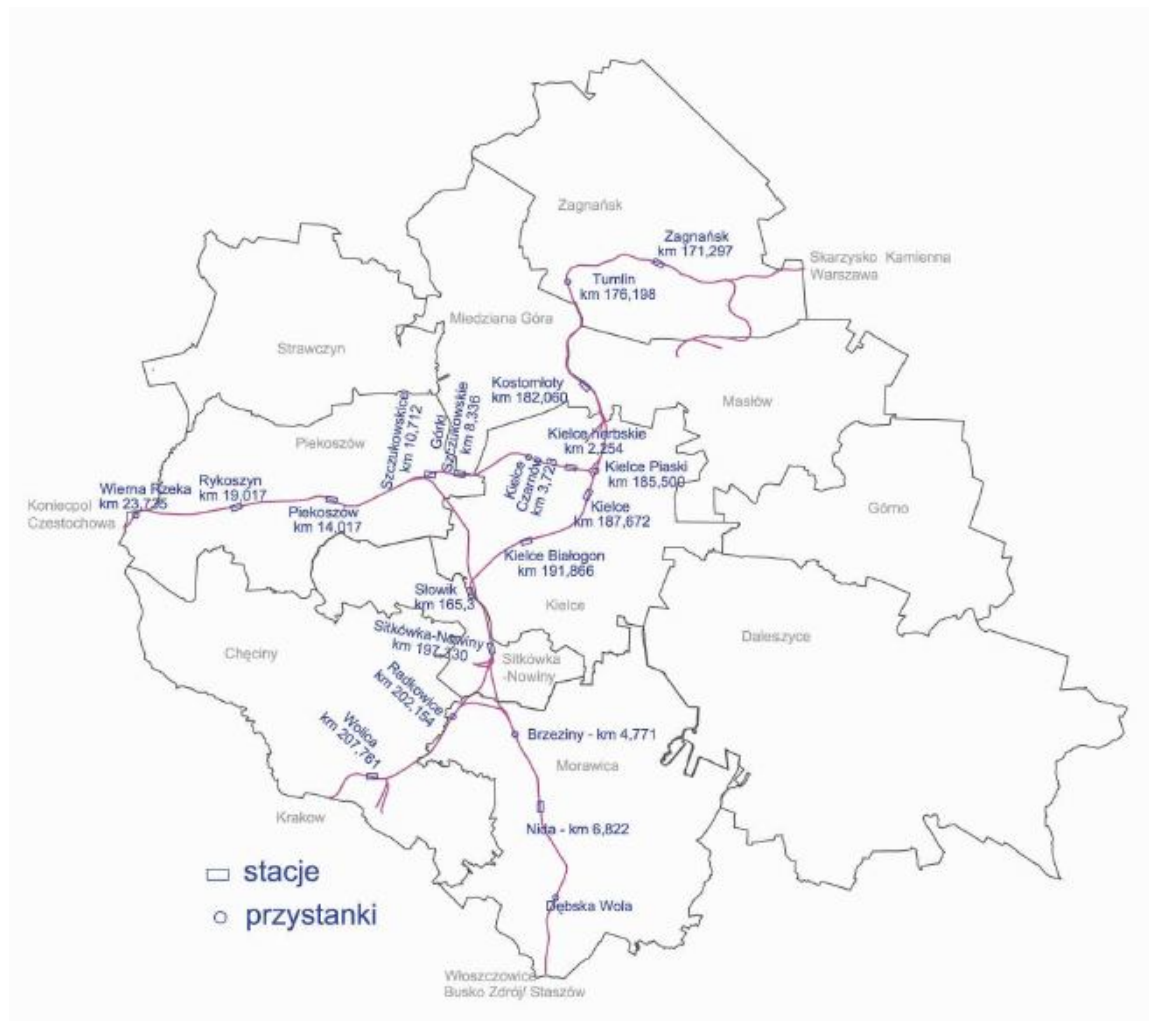 Zagnańsk
Zagnańsk
km 171,297
Skarzysko Kamienna
Warszawa
Tumlin
km 176,198
Miedziana Góra
Strawczyn
Kostomłoty
km 182,060
Masłów
Szczukowskice
km 10,712
Górki
Szczukowskie
km 8,336
Piekoszów
Kielce herbskie
km 2,254
Kielce
Czarnów
km 3,723
Kielce Piaski
km 185,500
Rykoszyn
km 19,017
Wierna Rzeka
km 23,775
Koniecpol
Czestochowa
Piekoszów
km 14,017
Kielce
km 187,672
Górno
Kielce Białogon
km 191,866
Słowik
km 165,3
Kielce
Daleszyce
Sitkówka-Nowiny
km 197,330
Chęciny
Sitkówka
-Nowiny
Radkowice
km 202,154
Wolica
km 207,761
Brzeziny - km 4,771
Morawica
Krakow
Nida - km 6,822
stacje
przystanki
Dębska Wola
Włoszczowice
Busko Zdrój/ Staszów